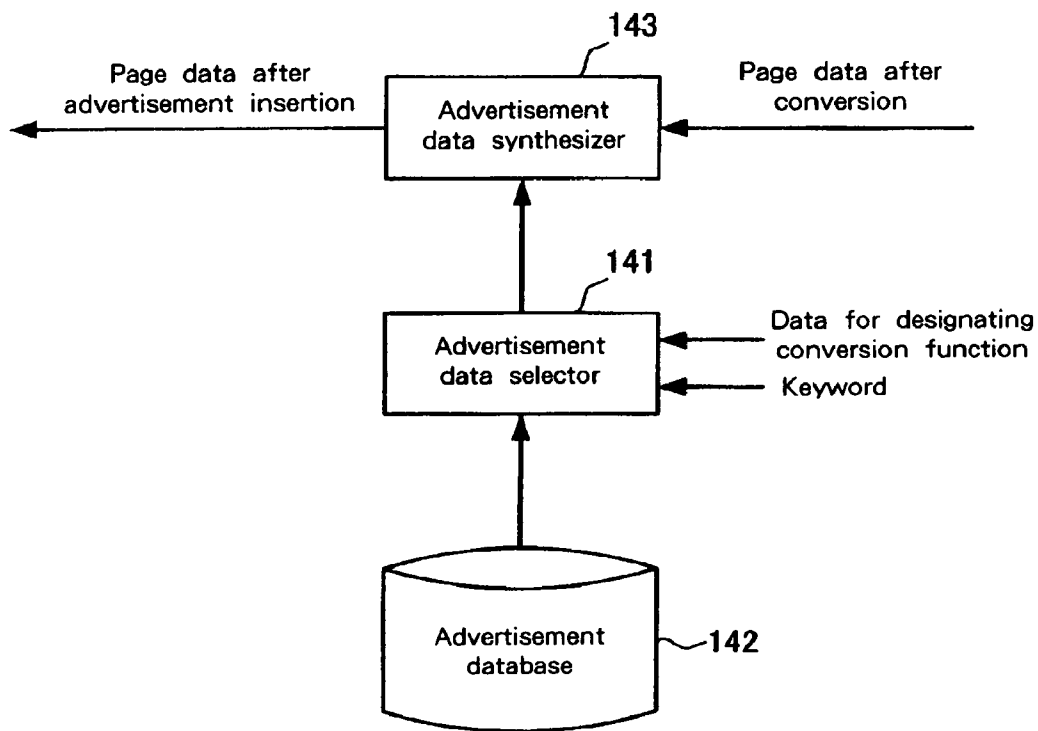 143
Page data after
advertisement insertion
Advertisement
data synthesizer
Page data after
conversion
141
Advertisement
data selector
Data for designating
conversion function
Keyword
Advertisement
database
142